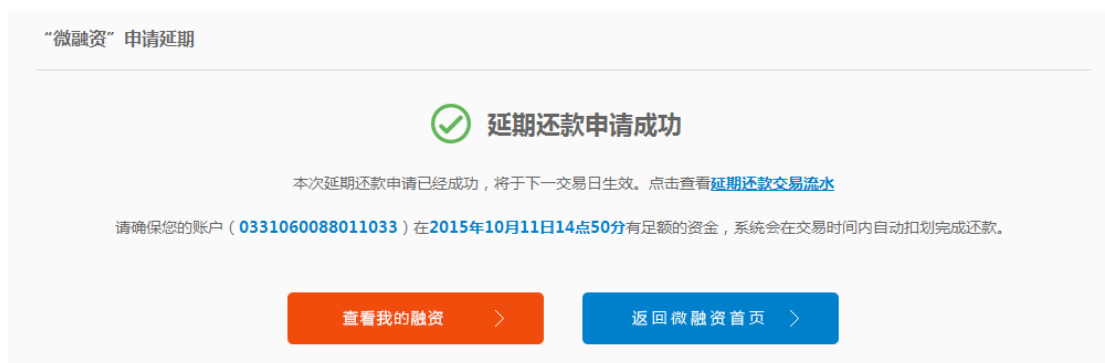 “微融资”申请延期
延期还款申请成功
本次延期还款申请已经成功，将于下一交易日生效。点击查看延期还款交易流水
请确保您的账户（0331060088011033）在2015年10月11日14点50分有足额的资金，系统会在交易时间内自动扣划完成还款。
查看我的融资
返回微融资首页